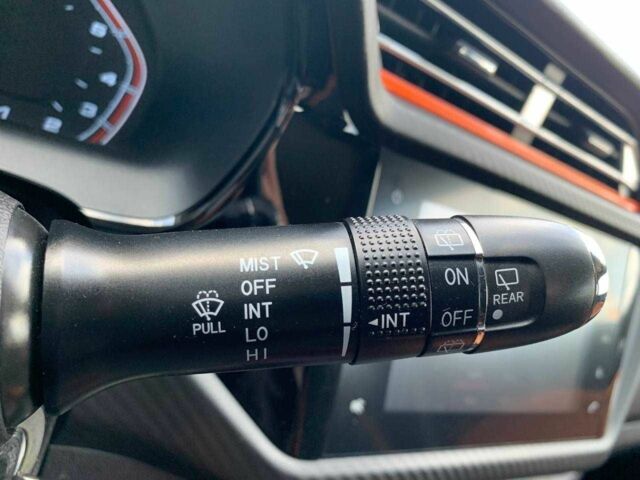 MIST
OFF
INT
LO
HI
PULL
◄INT
ON
OFF
REAR